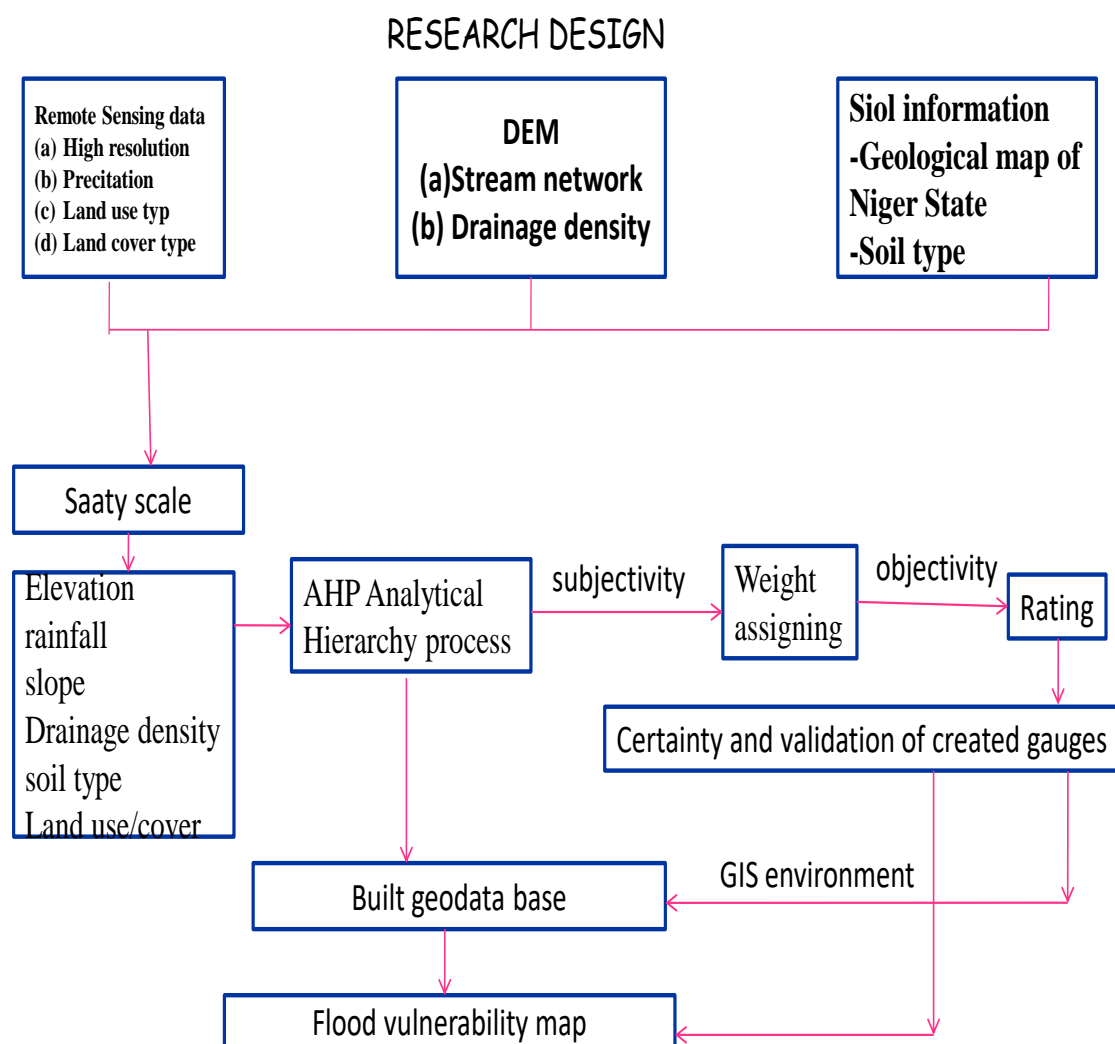 RESEARCH DESIGN
Remote Sensing data
(a) High resolution
(b) Precitation
(c) Land use typ
(d) Land cover type
DEM
(a)Stream network
(b) Drainage density
Siol information
-Geological map of
Niger State
-Soil type
Saaty scale
Elevation
rainfall
slope
Drainage density
soil type
Land use/cover
AHP Analytical
Hierarchy process
subjectivity
Weight
assigning
objectivity
Rating
Certainty and validation of created gauges
GIS environment
Built geodata base
Flood vulnerability map